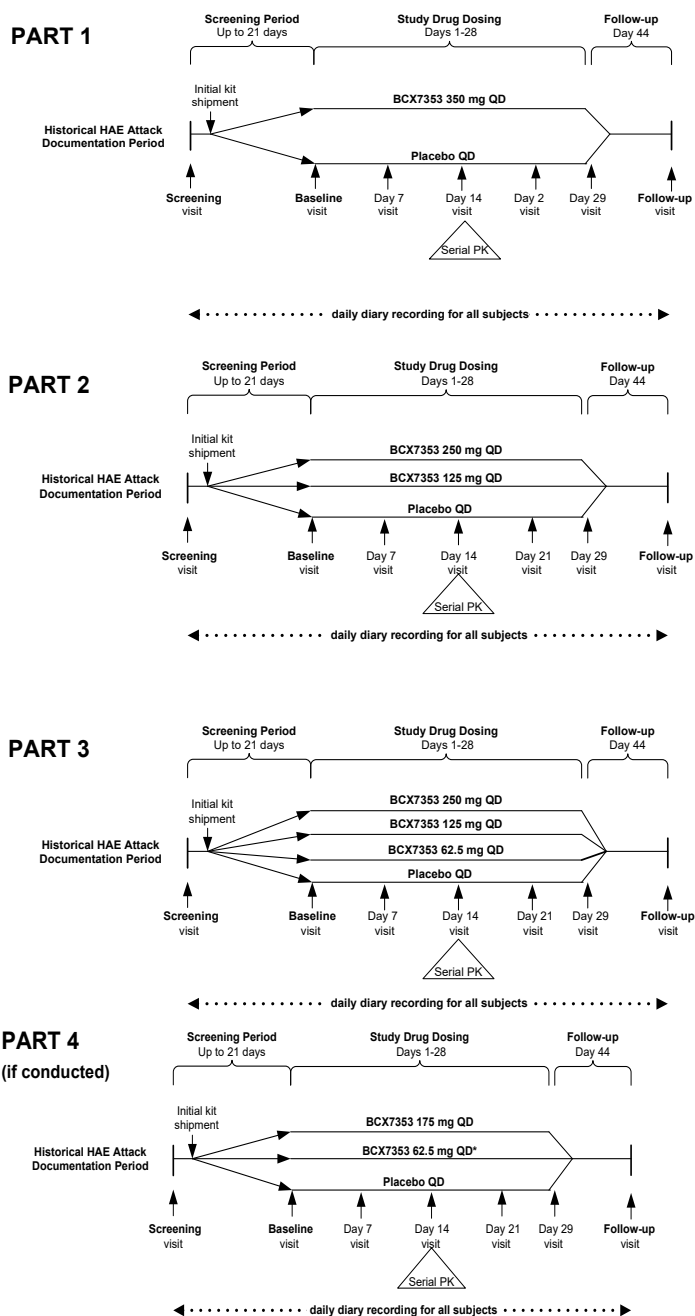 PART 1
Screening Period
Up to 21 days
Study Drug Dosing
Days 1-28
Follow-up
Day 44
Initial kit
shipment
BCX7353 350 mg QD
Historical HAE Attack
Documentation Period
Placebo QD
Screening
visit
Baseline
visit
Day 7
visit
Day 14
visit
Day 2
visit
Day 29
visit
Follow-up
visit
Serial PK
daily diary recording for all subjects
PART 2
Screening Period
Up to 21 days
Study Drug Dosing
Days 1-28
Follow-up
Day 44
Initial kit
shipment
BCX7353 250 mg QD
BCX7353 125 mg QD
Historical HAE Attack
Documentation Period
Placebo QD
Screening
visit
Baseline
visit
Day 7
visit
Day 14
visit
Day 21
visit
Day 29
visit
Follow-up
visit
Serial PK
daily diary recording for all subjects
PART 3
Screening Period
Up to 21 days
Study Drug Dosing
Days 1-28
Follow-up
Day 44
Initial kit
shipment
BCX7353 250 mg QD
BCX7353 125 mg QD
Historical HAE Attack
Documentation Period
BCX7353 62.5 mg QD
Placebo QD
Screening
visit
Baseline
visit
Day 7
visit
Day 14
visit
Day 21
visit
Day 29
visit
Follow-up
visit
Serial PK
daily diary recording for all subjects
PART 4
(if conducted)
Screening Period
Up to 21 days
Study Drug Dosing
Days 1-28
Follow-up
Day 44
Initial kit
shipment
BCX7353 175 mg QD
BCX7353 62.5 mg QD*
Historical HAE Attack
Documentation Period
Placebo QD
Screening
visit
Baseline
visit
Day 7
visit
Day 14
visit
Day 21
visit
Day 29
visit
Follow-up
visit
Serial PK
daily diary recording for all subjects